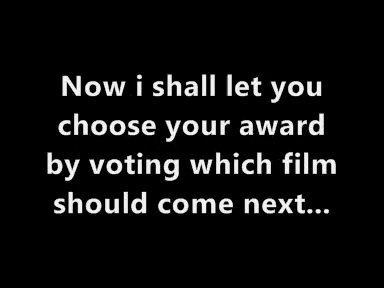 Now i shall let you
choose your award
by voting which film
should come next...